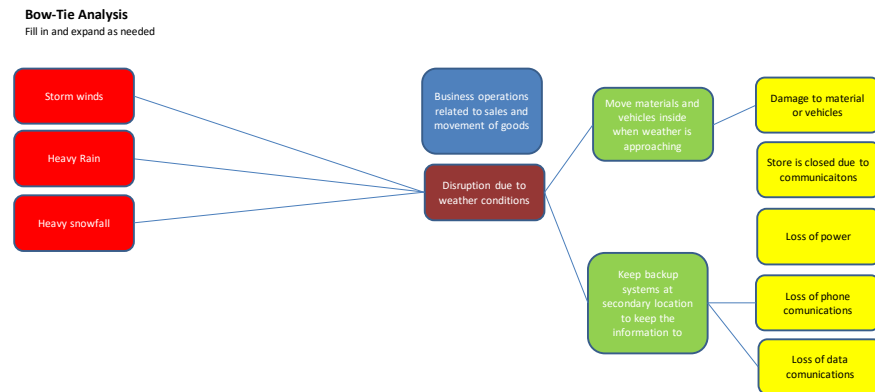 Bow-Tie Analysis
Fill in and expand as needed
Storm winds
Heavy Rain
Heavy snowfall
Business operations
related to sales and
movement of goods
Disruption due to
weather conditions
Move materials and
vehicles inside
when weather is
approaching
Keep backup
systems at
secondary location
to keep the
information to
Damage to material
or vehicles
Store is closed due to
communicaitons
Loss of power
Loss of phone
comunications
Loss of data
comunications